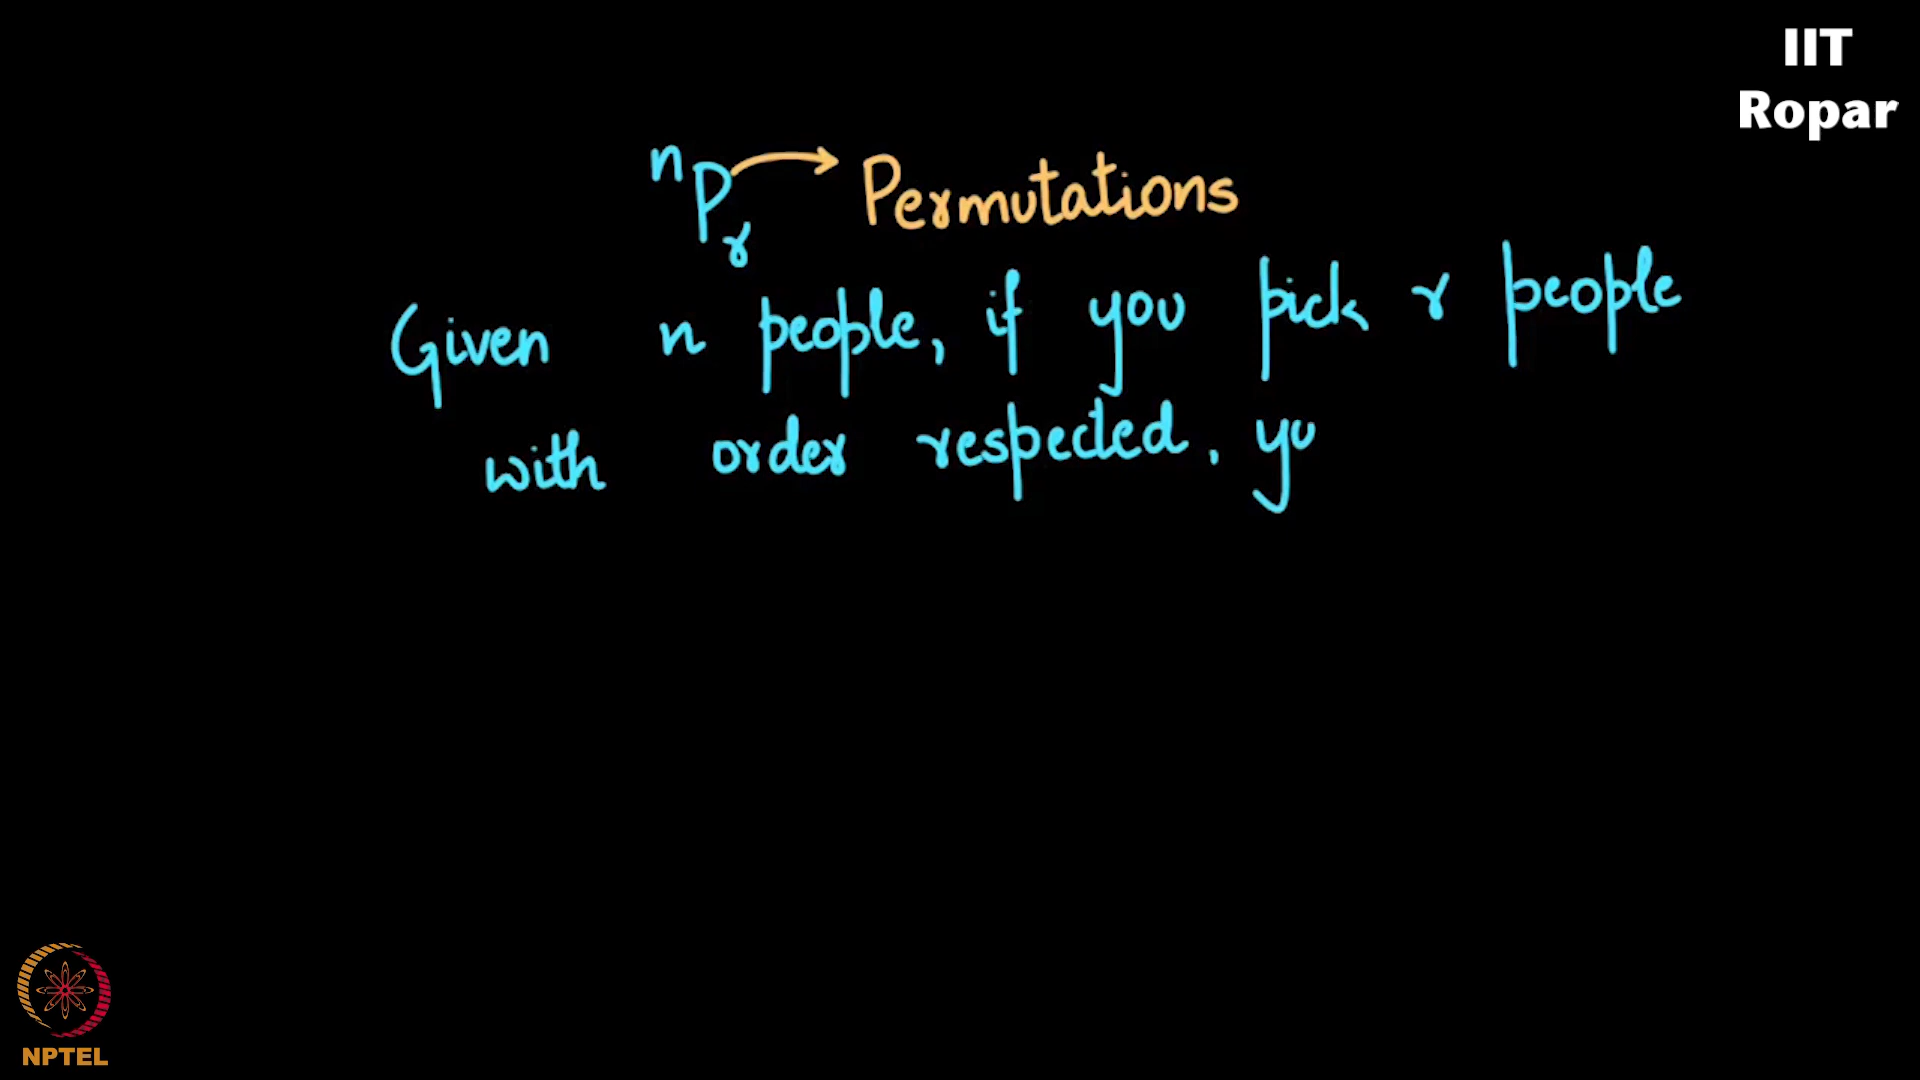 IIT
Ropar
ⁿPᵣ → Permutations
Given n people, if you pick r people
with order respected, yo
NPTEL